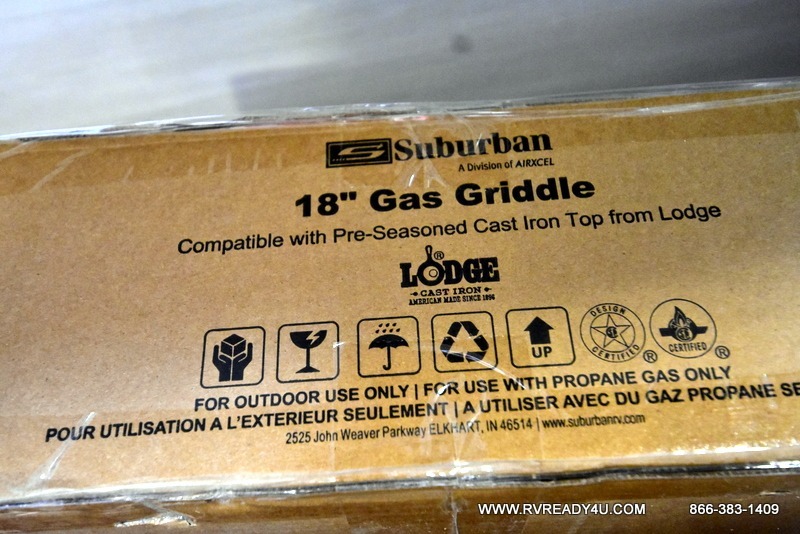 Suburban
A Division of AIRXCEL
18" Gas Griddle
Compatible with Pre-Seasoned Cast Iron Top from Lodge
LODGE
CAST IRON
AMERICAN MADE SINCE 1896
UP
DESIGN CERTIFIED ®
CERTIFIED ®
FOR OUTDOOR USE ONLY | FOR USE WITH PROPANE GAS ONLY
POUR UTILISATION A L'EXTERIEUR SEULEMENT | A UTILISER AVEC DU GAZ PROPANE SE
2525 John Weaver Parkway ELKHART, IN 46514 | www.suburbanrv.com
WWW.RVREADY4U.COM 866-383-1409